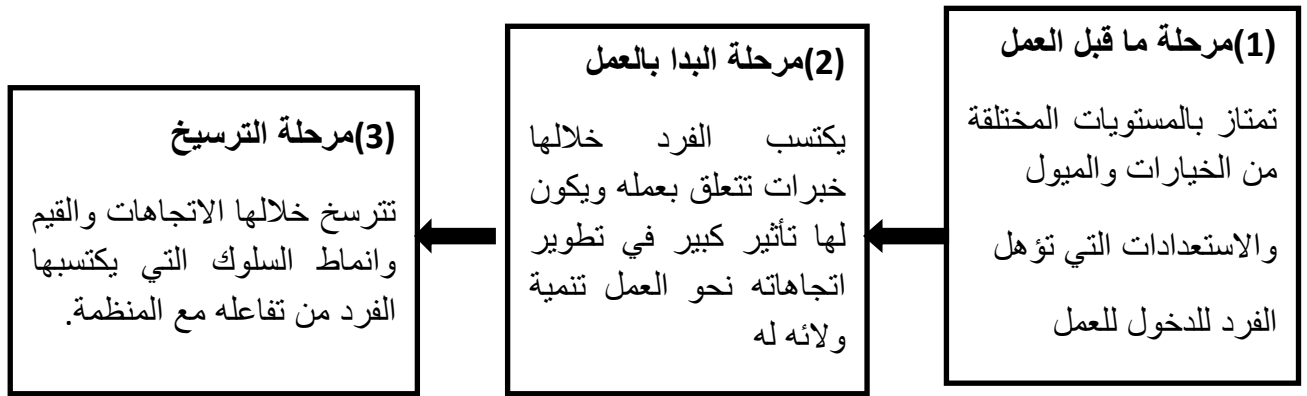 (1)مرحلة ما قبل العمل
تمتاز بالمستويات المختلقة
من الخيارات والميول
والاستعدادات التي تؤهل
الفرد للدخول للعمل
(2)مرحلة البدا بالعمل
يكتسب الفرد خلالها
خبرات تتعلق بعمله ويكون
لها تأثير كبير في تطوير
اتجاهاته نحو العمل تنمية
ولائه له
(3)مرحلة الترسيخ
تترسخ خلالها الاتجاهات والقيم
وانماط السلوك التي يكتسبها
الفرد من تفاعله مع المنظمة.